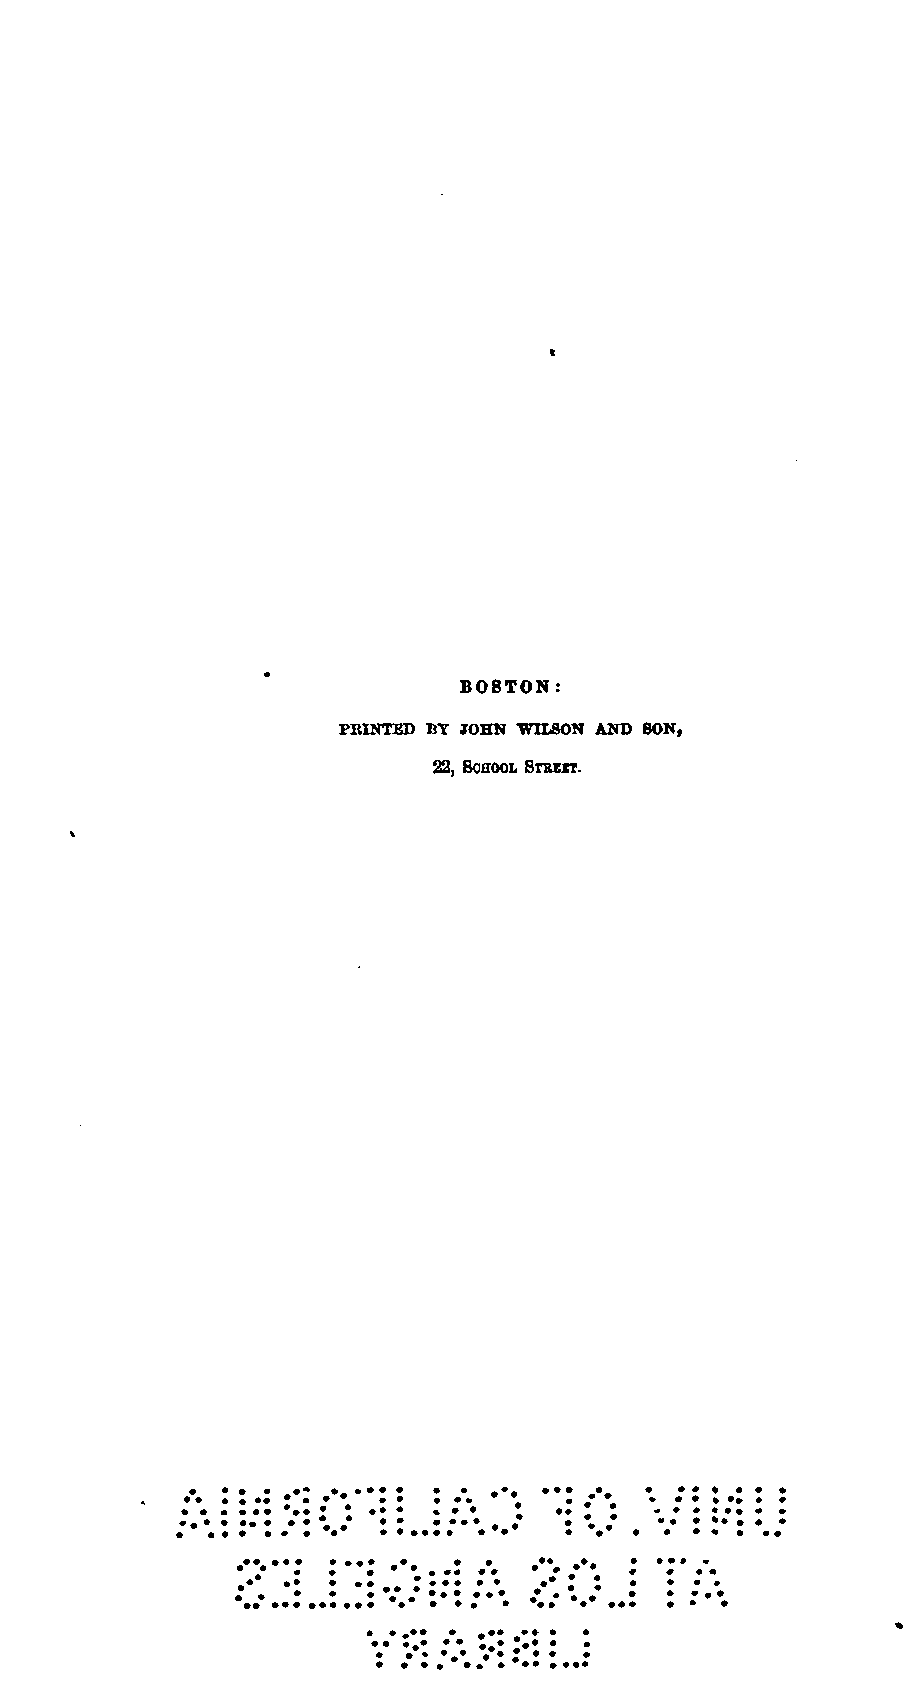 BOSTON:
PRINTED BY JOHN WILSON AND SON,
22, SCHOOL STREET.
UNIV. OF CALIFORNIA
AT LOS ANGELES
LIBRARY